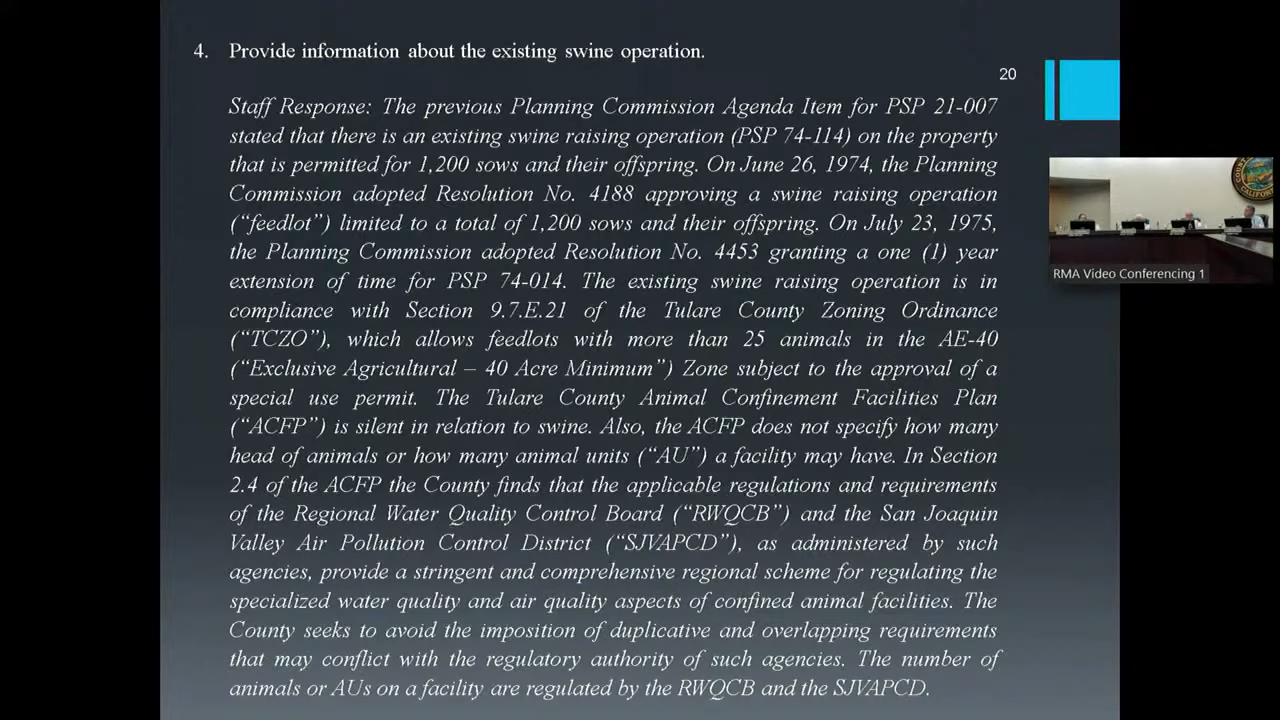 4. Provide information about the existing swine operation.
20
Staff Response: The previous Planning Commission Agenda Item for PSP 21-007
stated that there is an existing swine raising operation (PSP 74-114) on the property
that is permitted for 1,200 sows and their offspring. On June 26, 1974, the Planning
Commission adopted Resolution No. 4188 approving a swine raising operation
(“feedlot”) limited to a total of 1,200 sows and their offspring. On July 23, 1975,
the Planning Commission adopted Resolution No. 4453 granting a one (1) year
extension of time for PSP 74-014. The existing swine raising operation is in
compliance with Section 9.7.E.21 of the Tulare County Zoning Ordinance
(“TCZO”), which allows feedlots with more than 25 animals in the AE-40
(“Exclusive Agricultural – 40 Acre Minimum”) Zone subject to the approval of a
special use permit. The Tulare County Animal Confinement Facilities Plan
(“ACFP”) is silent in relation to swine. Also, the ACFP does not specify how many
head of animals or how many animal units (“AU”) a facility may have. In Section
2.4 of the ACFP the County finds that the applicable regulations and requirements
of the Regional Water Quality Control Board (“RWQCB”) and the San Joaquin
Valley Air Pollution Control District (“SJVAPCD”), as administered by such
agencies, provide a stringent and comprehensive regional scheme for regulating the
specialized water quality and air quality aspects of confined animal facilities. The
County seeks to avoid the imposition of duplicative and overlapping requirements
that may conflict with the regulatory authority of such agencies. The number of
animals or AUs on a facility are regulated by the RWQCB and the SJVAPCD.
RMA Video Conferencing 1